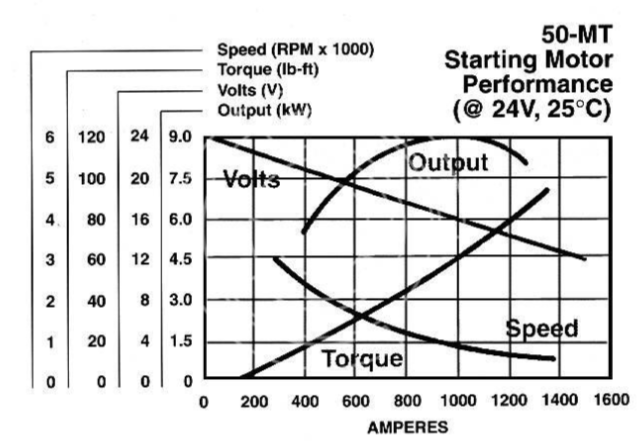 50-MT
Starting Motor
Performance
(@ 24V, 25°C)
Speed (RPM x 1000)
Torque (lb-ft)
Volts (V)
Output (kW)
6 120 24 9.0
5 100 20 7.5
4 80 16 6.0
3 60 12 4.5
2 40 8 3.0
1 20 4 1.5
0 0 0 0
Volts
Output
Speed
Torque
0 200 400 600 800 1000 1200 1400 1600
AMPERES